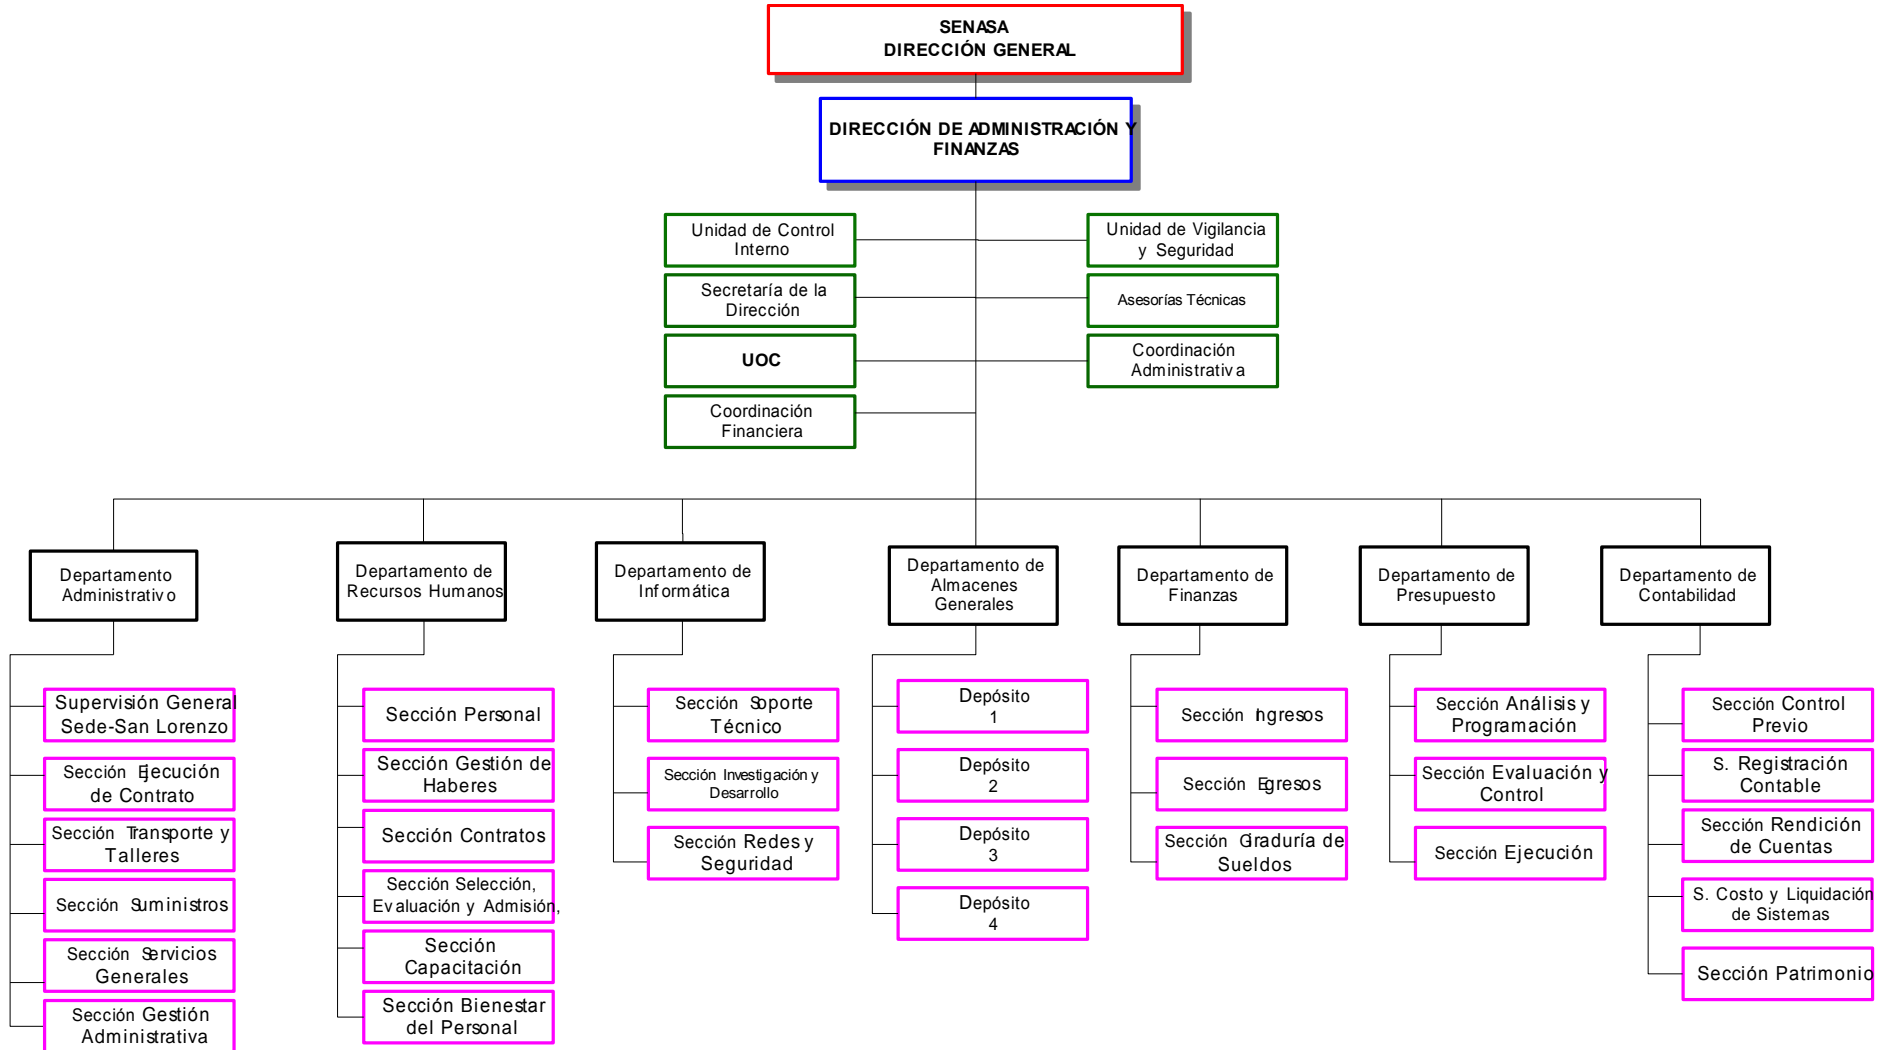 SENASA
DIRECCIÓN GENERAL
DIRECCIÓN DE ADMINISTRACIÓN Y
FINANZAS
Unidad de Control
Interno
Unidad de Vigilancia
y Seguridad
Secretaría de la
Dirección
Asesorías Técnicas
UOC
Coordinación
Administrativa
Coordinación
Financiera
Departamento
Administrativo
Departamento de
Recursos Humanos
Departamento de
Informática
Departamento de
Almacenes
Generales
Departamento de
Finanzas
Departamento de
Presupuesto
Departamento de
Contabilidad
Supervisión General
Sede-San Lorenzo
Sección Ejecución
de Contrato
Sección Transporte y
Talleres
Sección Suministros
Sección Servicios
Generales
Sección Gestión
Administrativa
Sección Personal
Sección Gestión de
Haberes
Sección Contratos
Sección Selección,
Evaluación y Admisión,
Sección
Capacitación
Sección Bienestar
del Personal
Sección Soporte
Técnico
Sección Investigación y
Desarrollo
Sección Redes y
Seguridad
Depósito
1
Depósito
2
Depósito
3
Depósito
4
Sección Ingresos
Sección Egresos
Sección Giraduría de
Sueldos
Sección Análisis y
Programación
Sección Evaluación y
Control
Sección Ejecución
Sección Control
Previo
S. Registración
Contable
Sección Rendición
de Cuentas
S. Costo y Liquidación
de Sistemas
Sección Patrimonio